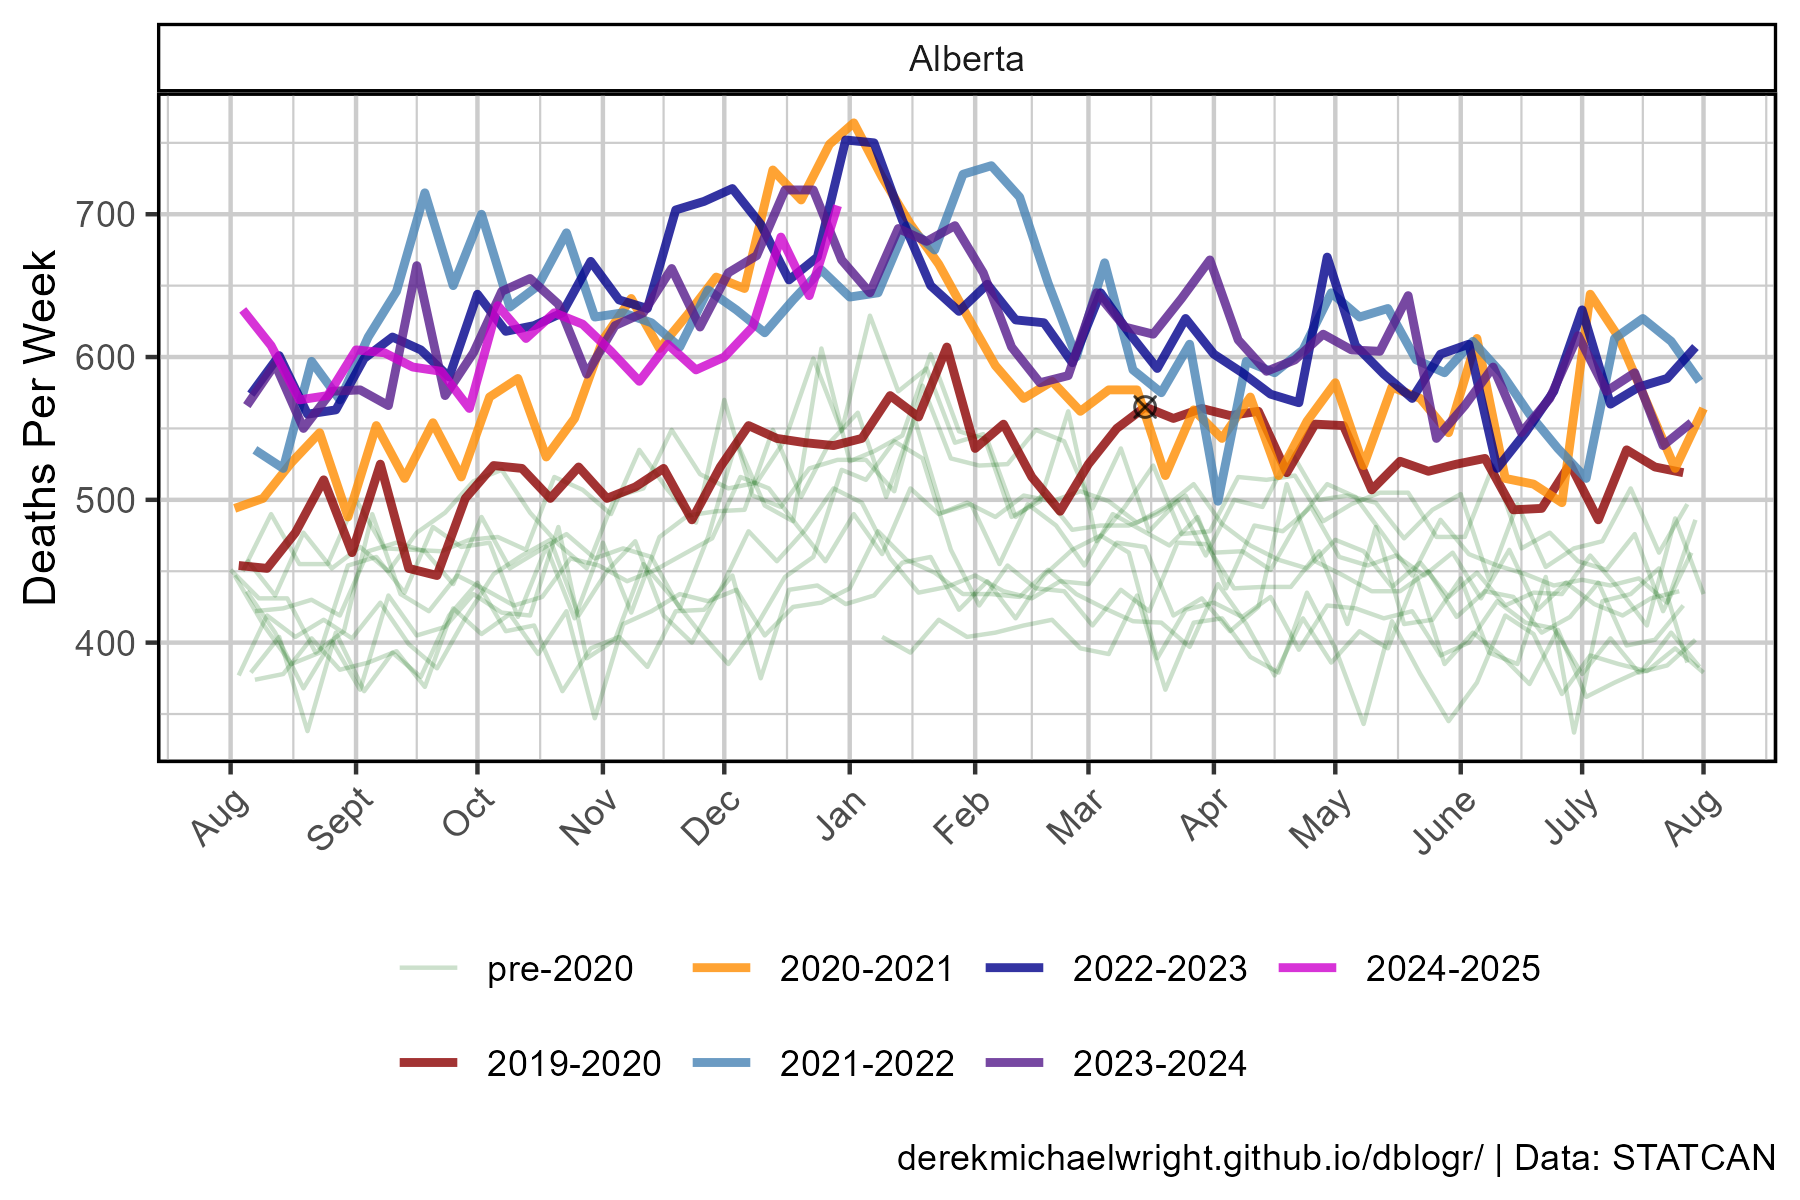 Alberta
Deaths Per Week
700
600
500
400
Aug
Sept
Oct
Nov
Dec
Jan
Feb
Mar
Apr
May
June
July
Aug
pre-2020
2020-2021
2022-2023
2024-2025
2019-2020
2021-2022
2023-2024
derekmichaelwright.github.io/dblogr/ | Data: STATCAN